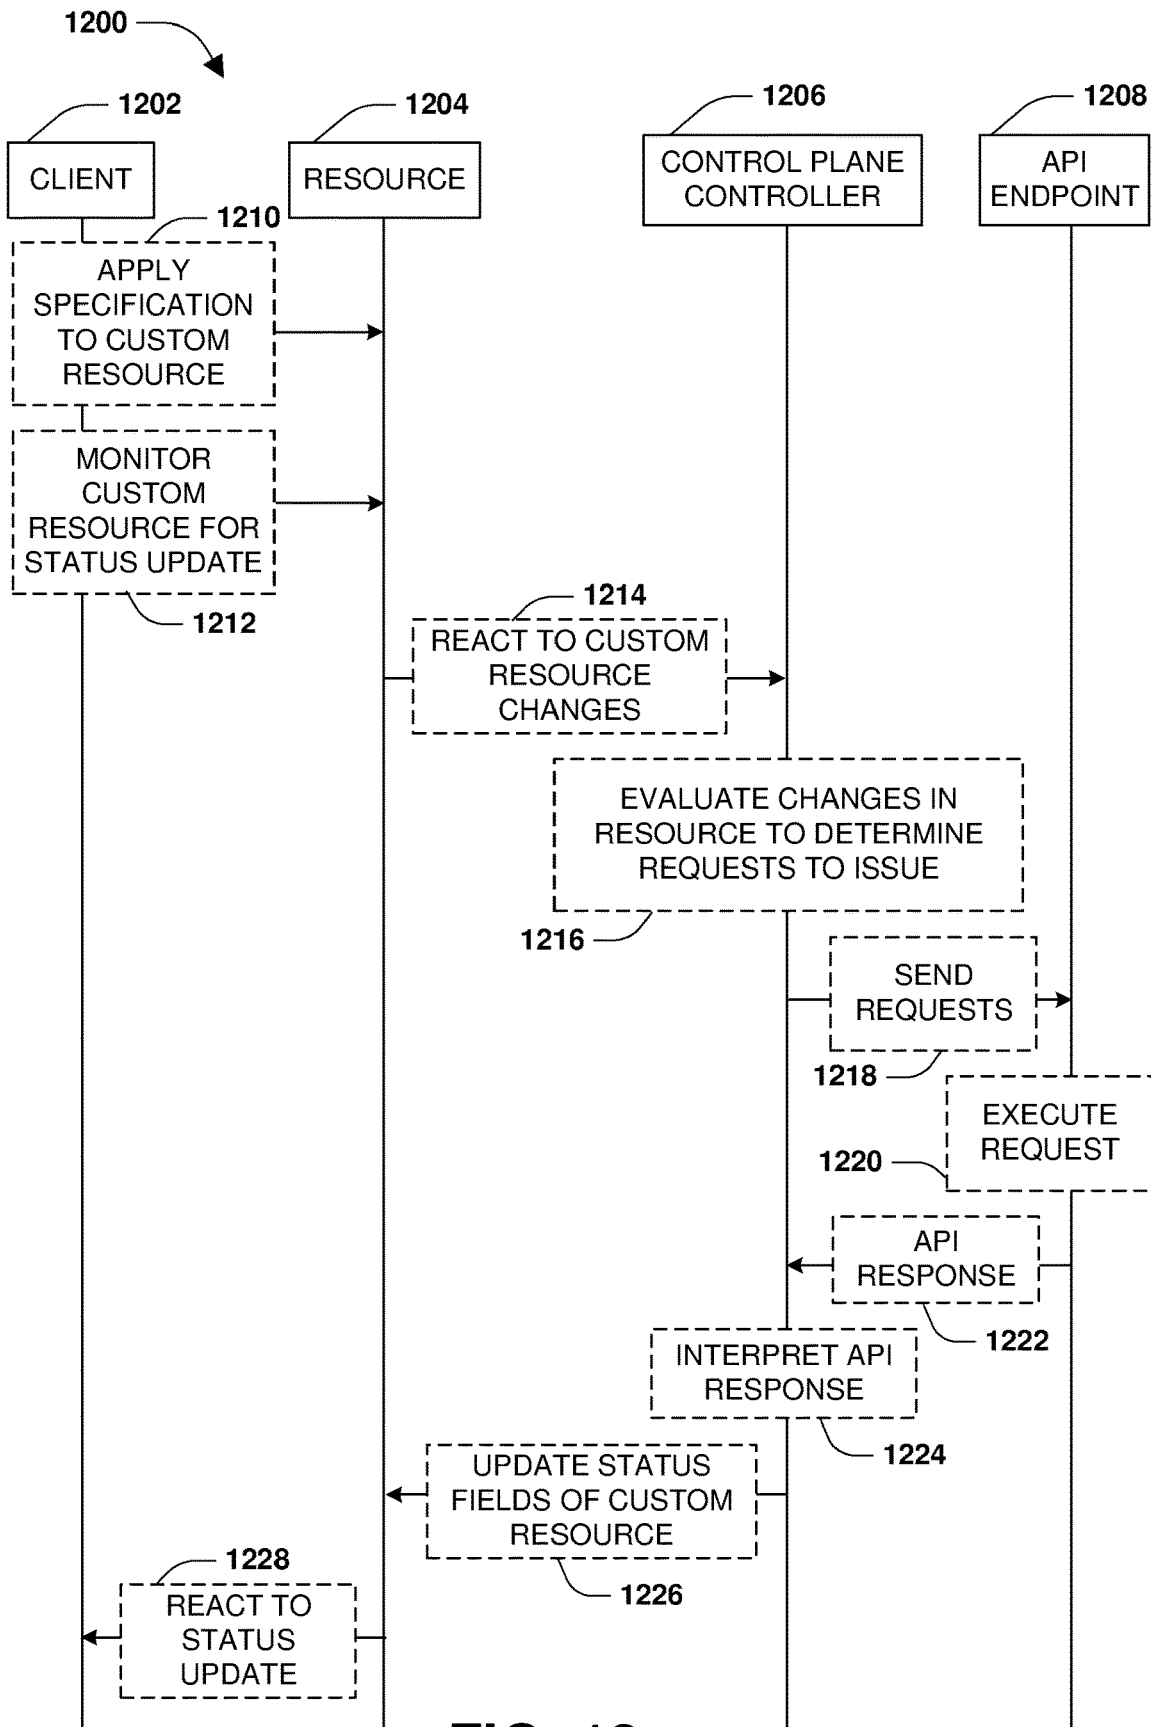 1200
1202
1204
1206
1208
CLIENT
RESOURCE
CONTROL PLANE
CONTROLLER
API
ENDPOINT
1210
APPLY
SPECIFICATION
TO CUSTOM
RESOURCE
MONITOR
CUSTOM
RESOURCE FOR
STATUS UPDATE
1212
1214
REACT TO CUSTOM
RESOURCE
CHANGES
EVALUATE CHANGES IN
RESOURCE TO DETERMINE
REQUESTS TO ISSUE
1216
SEND
REQUESTS
1218
EXECUTE
REQUEST
1220
API
RESPONSE
1222
INTERPRET API
RESPONSE
1224
UPDATE STATUS
FIELDS OF CUSTOM
RESOURCE
1226
1228
REACT TO
STATUS
UPDATE